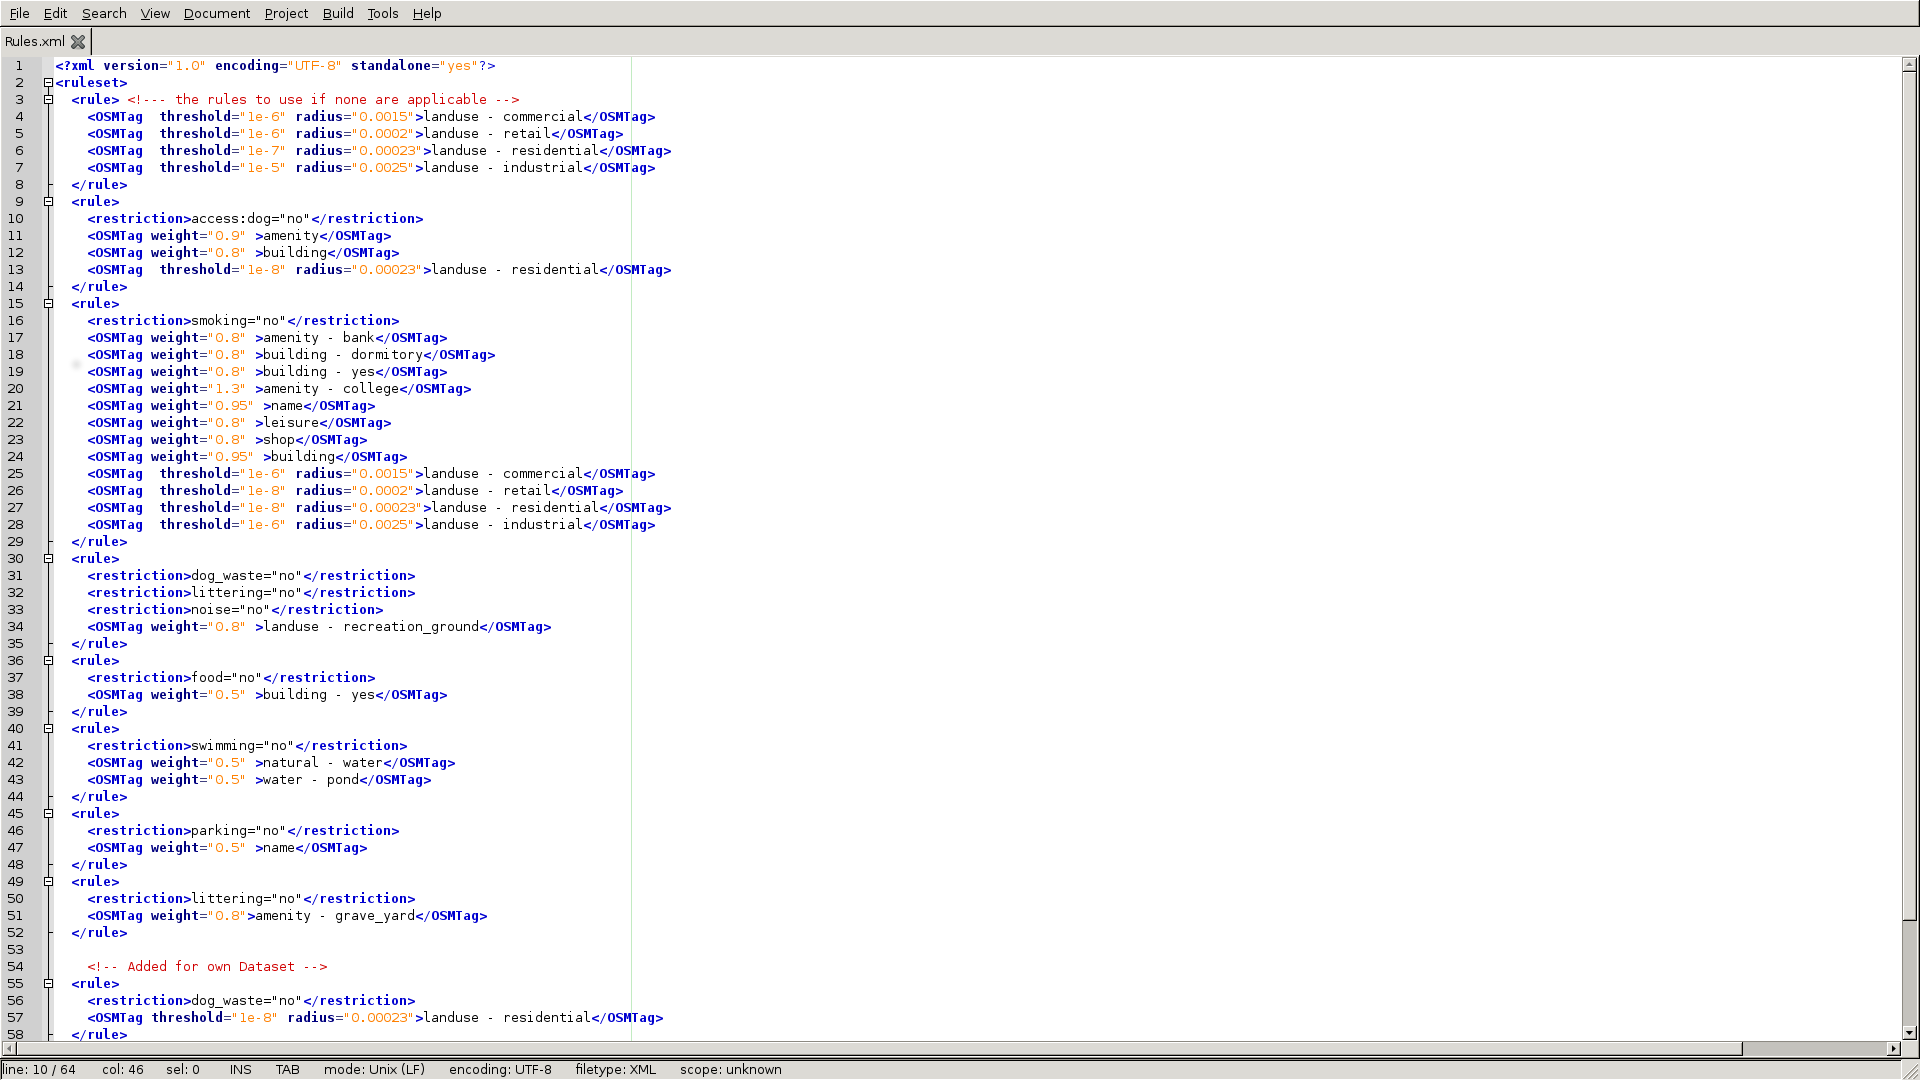 File Edit Search View Document Project Build Tools Help
Rules.xml
1 <?xml version="1.0" encoding="UTF-8" standalone="yes"?>
2 <ruleset>
3 <rule> <!--- the rules to use if none are applicable -->
4 <OSMTag  threshold="1e-6" radius="0.0015">landuse - commercial</OSMTag>
5 <OSMTag  threshold="1e-6" radius="0.0002">landuse - retail</OSMTag>
6 <OSMTag  threshold="1e-7" radius="0.00023">landuse - residential</OSMTag>
7 <OSMTag  threshold="1e-5" radius="0.0025">landuse - industrial</OSMTag>
8 </rule>
9 <rule>
10 <restriction>access:dog="no"</restriction>
11 <OSMTag weight="0.9" >amenity</OSMTag>
12 <OSMTag weight="0.8" >building</OSMTag>
13 <OSMTag  threshold="1e-8" radius="0.00023">landuse - residential</OSMTag>
14 </rule>
15 <rule>
16 <restriction>smoking="no"</restriction>
17 <OSMTag weight="0.8" >amenity - bank</OSMTag>
18 <OSMTag weight="0.8" >building - dormitory</OSMTag>
19 <OSMTag weight="0.8" >building - yes</OSMTag>
20 <OSMTag weight="1.3" >amenity - college</OSMTag>
21 <OSMTag weight="0.95" >name</OSMTag>
22 <OSMTag weight="0.8" >leisure</OSMTag>
23 <OSMTag weight="0.8" >shop</OSMTag>
24 <OSMTag weight="0.95" >building</OSMTag>
25 <OSMTag  threshold="1e-6" radius="0.0015">landuse - commercial</OSMTag>
26 <OSMTag  threshold="1e-8" radius="0.0002">landuse - retail</OSMTag>
27 <OSMTag  threshold="1e-8" radius="0.00023">landuse - residential</OSMTag>
28 <OSMTag  threshold="1e-6" radius="0.0025">landuse - industrial</OSMTag>
29 </rule>
30 <rule>
31 <restriction>dog_waste="no"</restriction>
32 <restriction>littering="no"</restriction>
33 <restriction>noise="no"</restriction>
34 <OSMTag weight="0.8" >landuse - recreation_ground</OSMTag>
35 </rule>
36 <rule>
37 <restriction>food="no"</restriction>
38 <OSMTag weight="0.5" >building - yes</OSMTag>
39 </rule>
40 <rule>
41 <restriction>swimming="no"</restriction>
42 <OSMTag weight="0.5" >natural - water</OSMTag>
43 <OSMTag weight="0.5" >water - pond</OSMTag>
44 </rule>
45 <rule>
46 <restriction>parking="no"</restriction>
47 <OSMTag weight="0.5" >name</OSMTag>
48 </rule>
49 <rule>
50 <restriction>littering="no"</restriction>
51 <OSMTag weight="0.8">amenity - grave_yard</OSMTag>
52 </rule>
53
54 <!-- Added for own Dataset -->
55 <rule>
56 <restriction>dog_waste="no"</restriction>
57 <OSMTag threshold="1e-8" radius="0.00023">landuse - residential</OSMTag>
58 </rule>
line: 10 / 64 col: 46 sel: 0 INS TAB mode: Unix (LF) encoding: UTF-8 filetype: XML scope: unknown